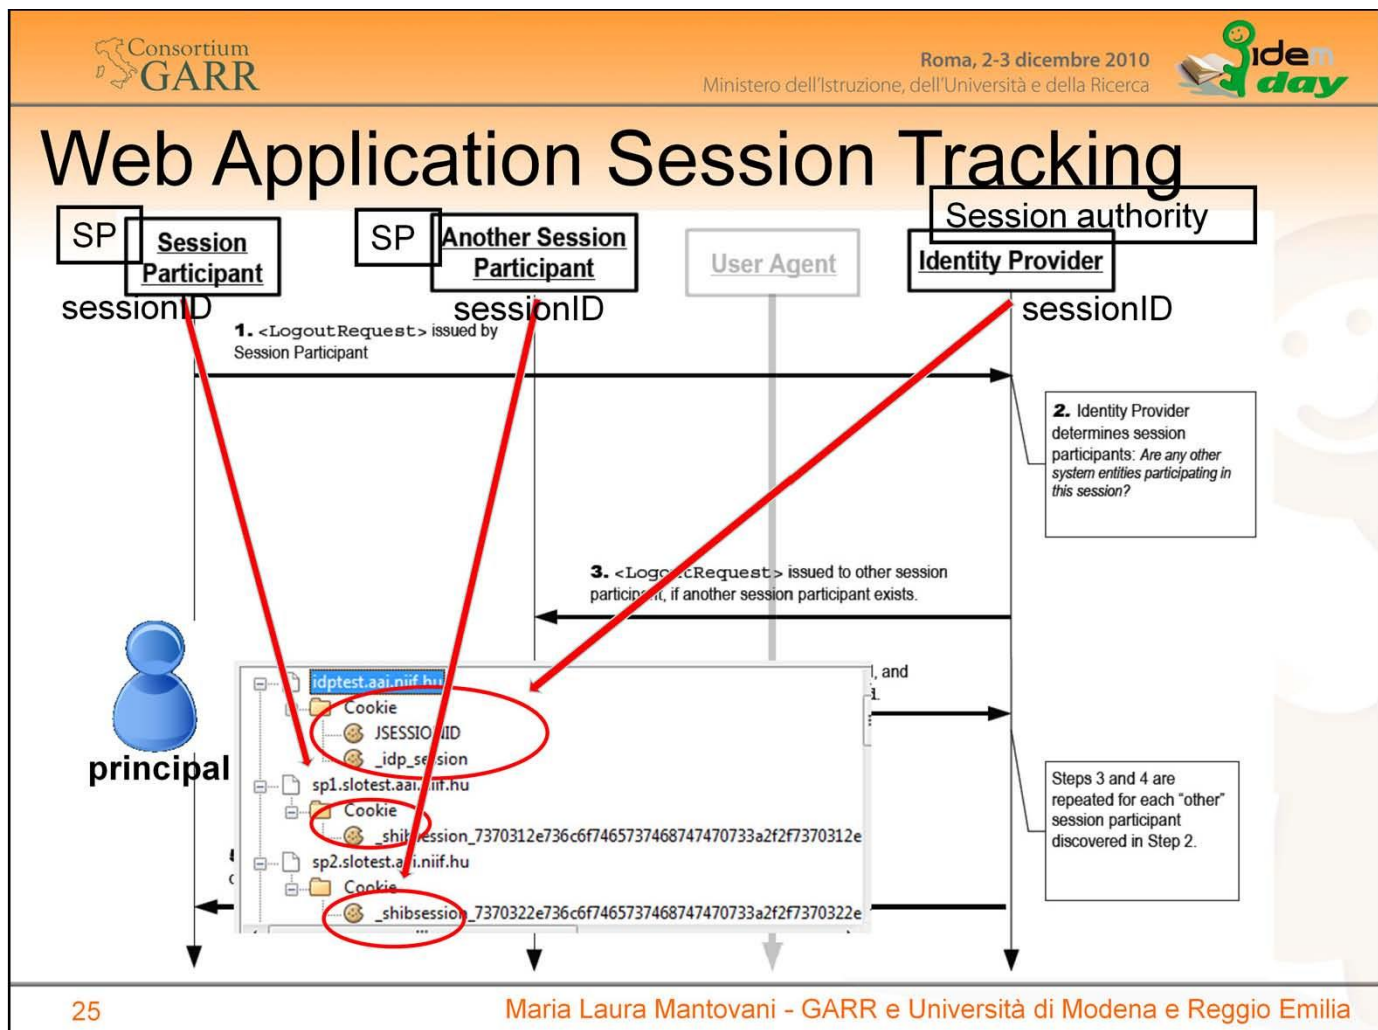 Consortium
GARR
Roma, 2-3 dicembre 2010
Ministero dell'Istruzione, dell'Università e della Ricerca
idem
day
Web Application Session Tracking
SP
Session
Participant
sessionID
SP
Another Session
Participant
sessionID
User Agent
Session authority
Identity Provider
sessionID
1. <LogoutRequest> issued by
Session Participant
2. Identity Provider
determines session
participants: Are any other
system entities participating in
this session?
3. <LogoutRequest> issued to other session
participant, if another session participant exists.
, and
principal
idptest.aai.niif.hu
Cookie
JSESSIONID
_idp_session
sp1.slotest.aai.niif.hu
Cookie
_shibsession_7370312e736c6f7465737468747470733a2f2f7370312e
sp2.slotest.aai.niif.hu
Cookie
_shibsession_7370322e736c6f7465737468747470733a2f2f7370322e
Steps 3 and 4 are
repeated for each “other”
session participant
discovered in Step 2.
25
Maria Laura Mantovani - GARR e Università di Modena e Reggio Emilia